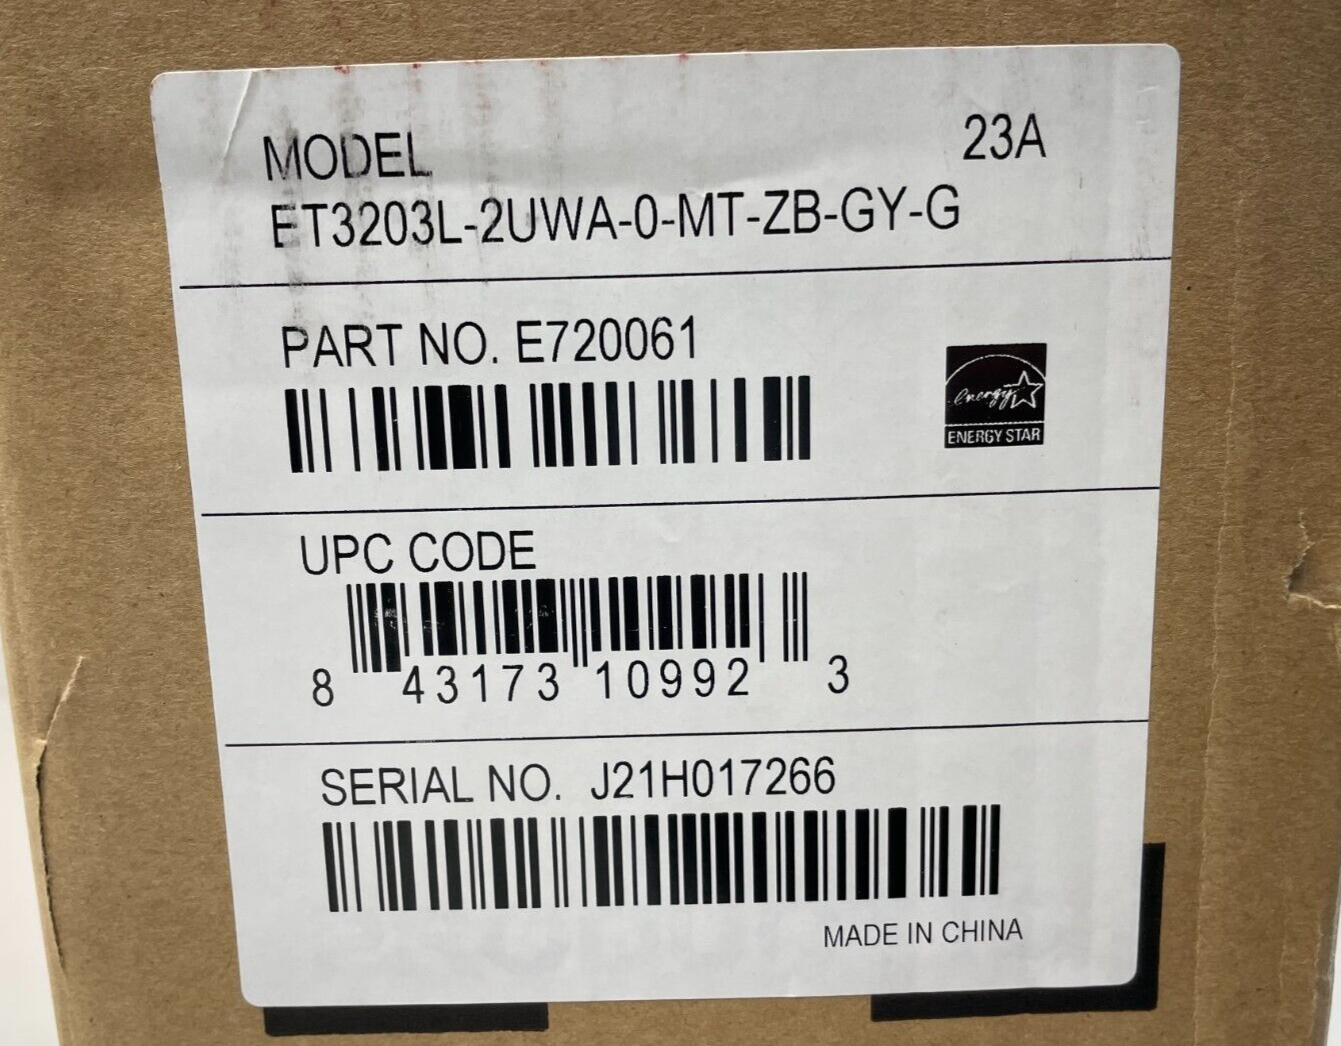 MODEL 23A
ET3203L-2UWA-0-MT-ZB-GY-G
PART NO. E720061
energy
ENERGY STAR
UPC CODE
8 43173 10992 3
SERIAL NO. J21H017266
MADE IN CHINA